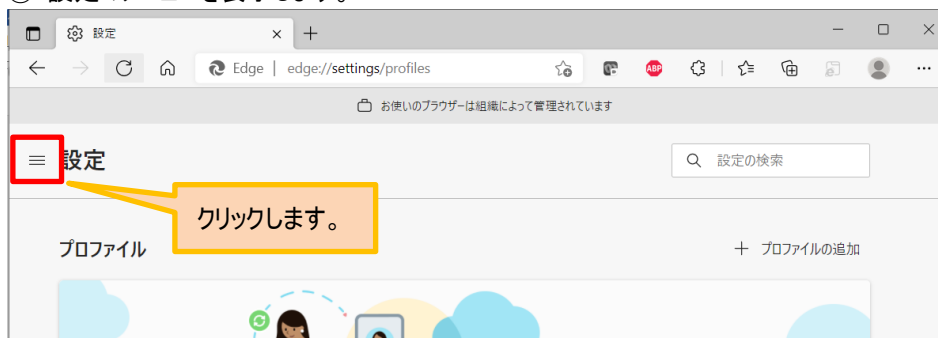 設定
Edge | edge://settings/profiles
ABP
お使いのブラウザーは組織によって管理されています
設定
設定の検索
クリックします。
プロファイル
プロファイルの追加